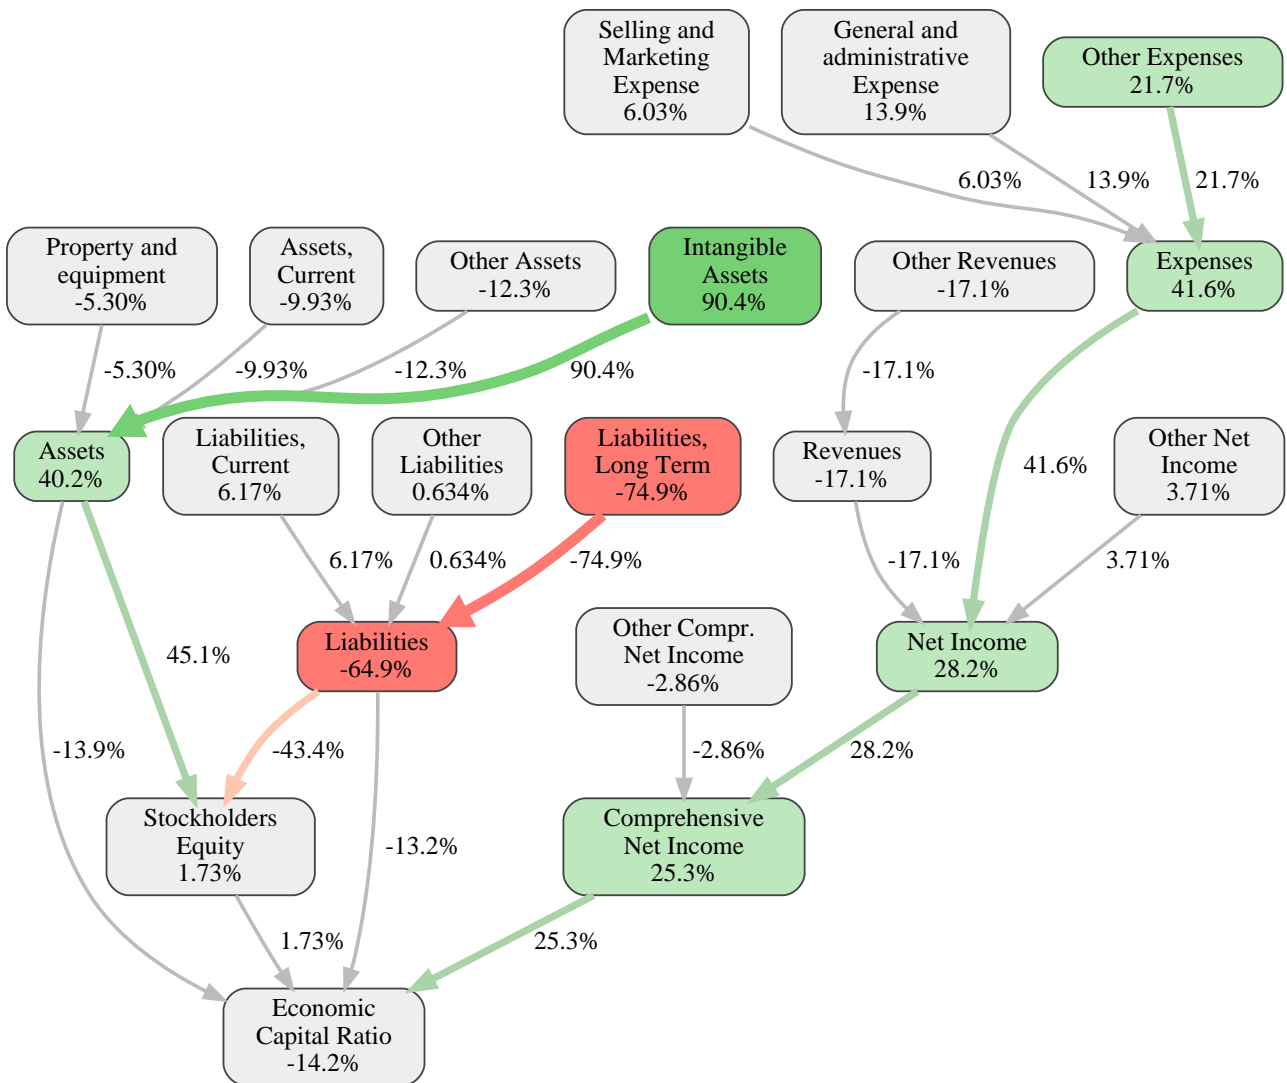 Selling and
Marketing
Expense
6.03%
General and
administrative
Expense
13.9%
Other Expenses
21.7%
6.03%
13.9%
21.7%
Property and
equipment
-5.30%
Assets,
Current
-9.93%
Other Assets
-12.3%
Intangible
Assets
90.4%
Other Revenues
-17.1%
Expenses
41.6%
-5.30%
-9.93%
-12.3%
90.4%
-17.1%
Assets
40.2%
Liabilities,
Current
6.17%
Other
Liabilities
0.634%
Liabilities,
Long Term
-74.9%
Revenues
-17.1%
41.6%
Other Net
Income
3.71%
6.17%
0.634%
-74.9%
-17.1%
3.71%
45.1%
Liabilities
-64.9%
Other Compr.
Net Income
-2.86%
Net Income
28.2%
-13.9%
-43.4%
-2.86%
28.2%
Stockholders
Equity
1.73%
-13.2%
Comprehensive
Net Income
25.3%
1.73%
25.3%
Economic
Capital Ratio
-14.2%